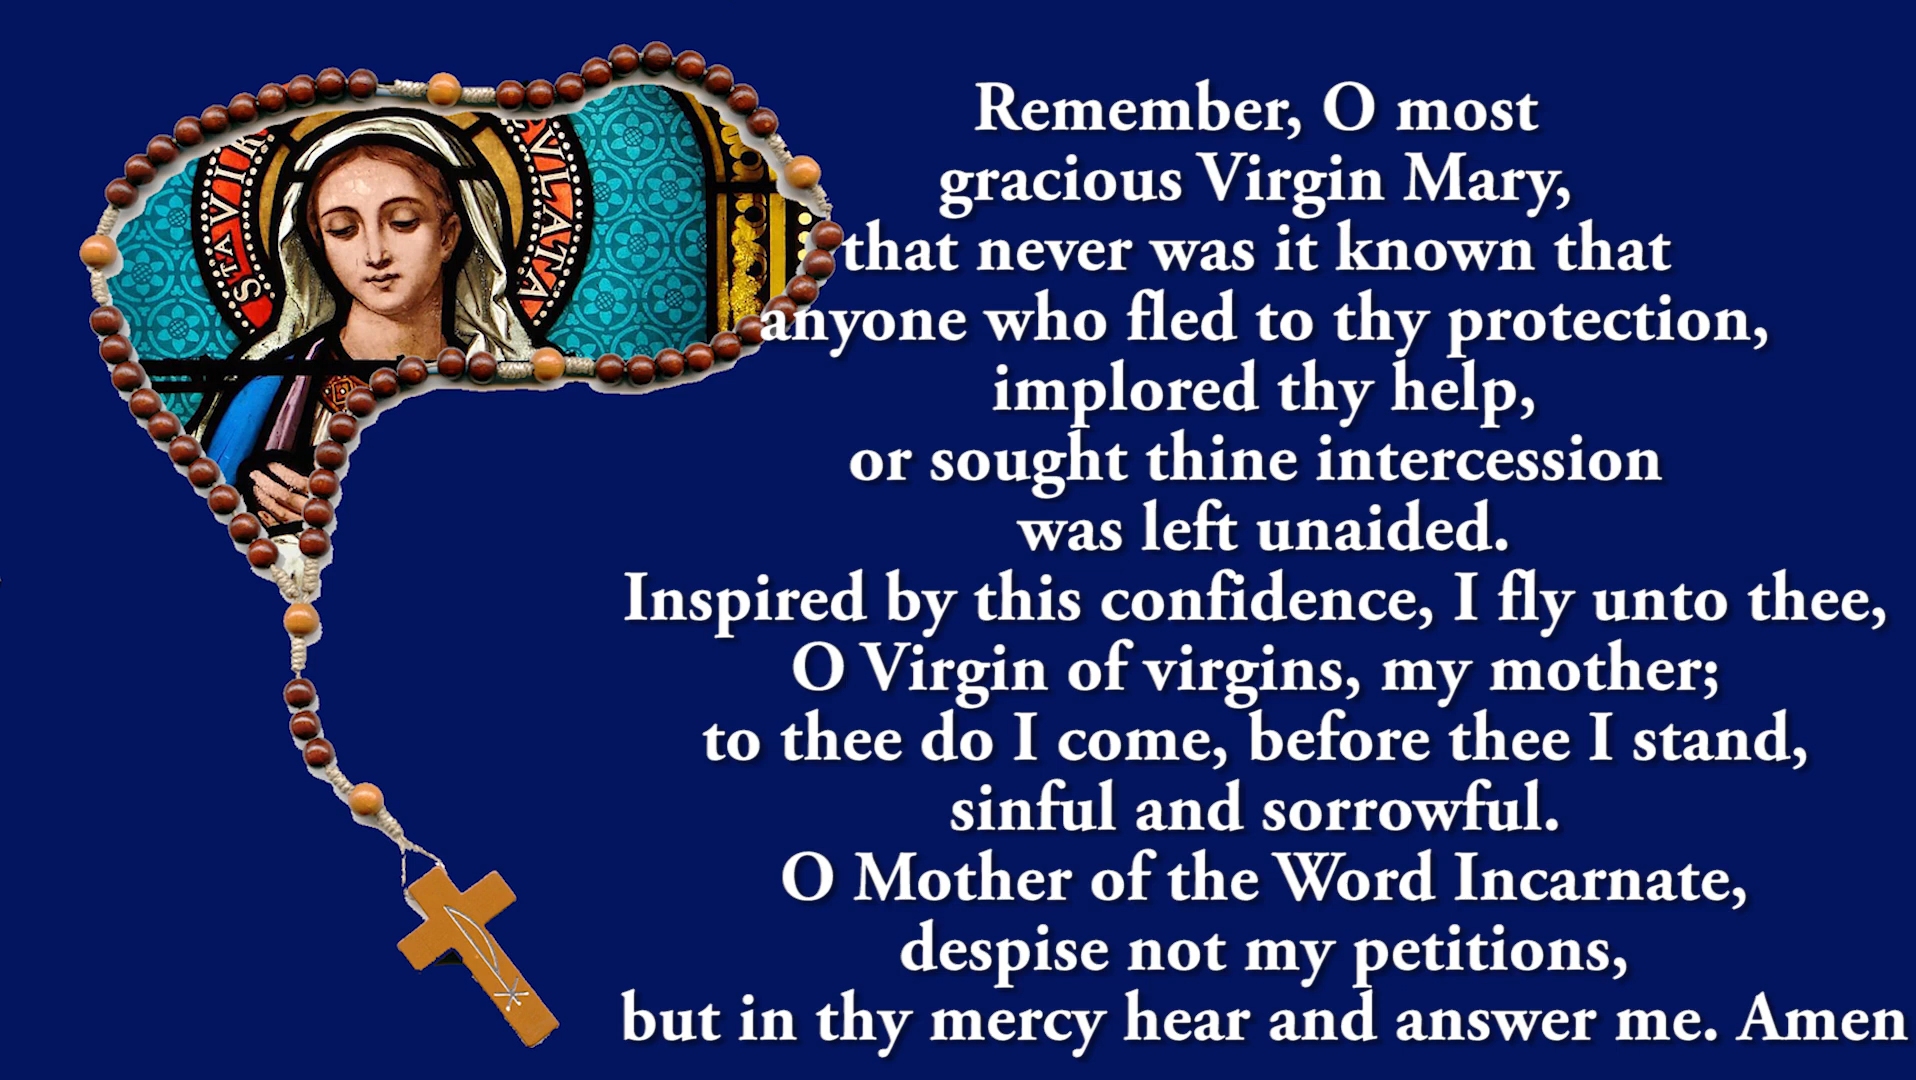 STA VIR
ULATA
Remember, O most
gracious Virgin Mary,
that never was it known that
anyone who fled to thy protection,
implored thy help,
or sought thine intercession
was left unaided.
Inspired by this confidence, I fly unto thee,
O Virgin of virgins, my mother;
to thee do I come, before thee I stand,
sinful and sorrowful.
O Mother of the Word Incarnate,
despise not my petitions,
but in thy mercy hear and answer me. Amen